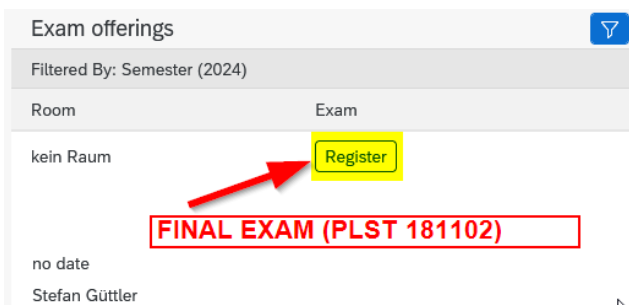 Exam offerings
Filtered By: Semester (2024)
Room Exam
kein Raum Register
FINAL EXAM (PLST 181102)
no date
Stefan Güttler